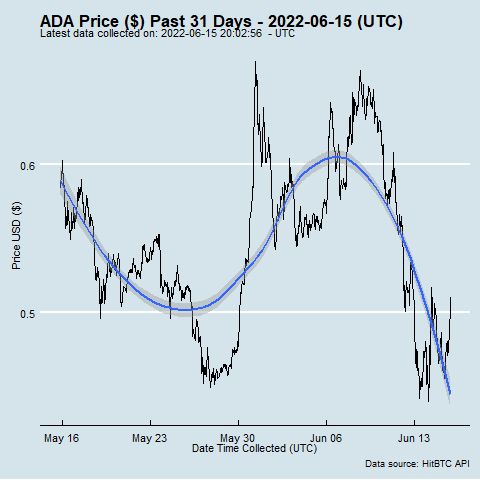 ADA Price ($) Past 31 Days - 2022-06-15 (UTC)
Latest data collected on: 2022-06-15 20:02:56 - UTC
Price USD ($)
0.6
0.5
May 16 May 23 May 30 Jun 06 Jun 13
Date Time Collected (UTC)
Data source: HitBTC API